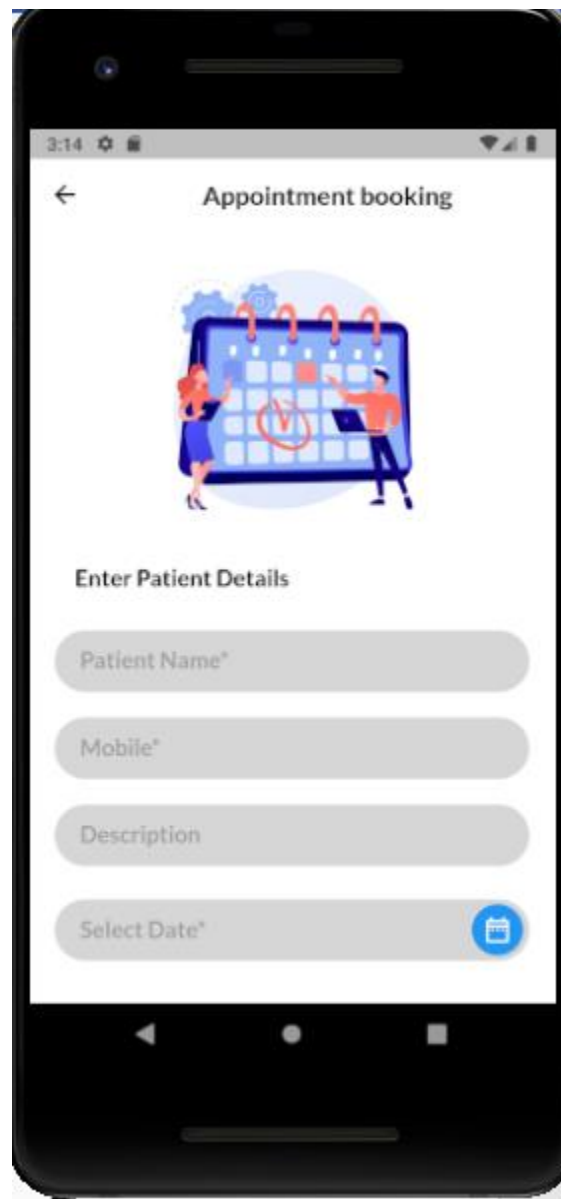 3:14
Appointment booking
Enter Patient Details
Patient Name*
Mobile*
Description
Select Date*